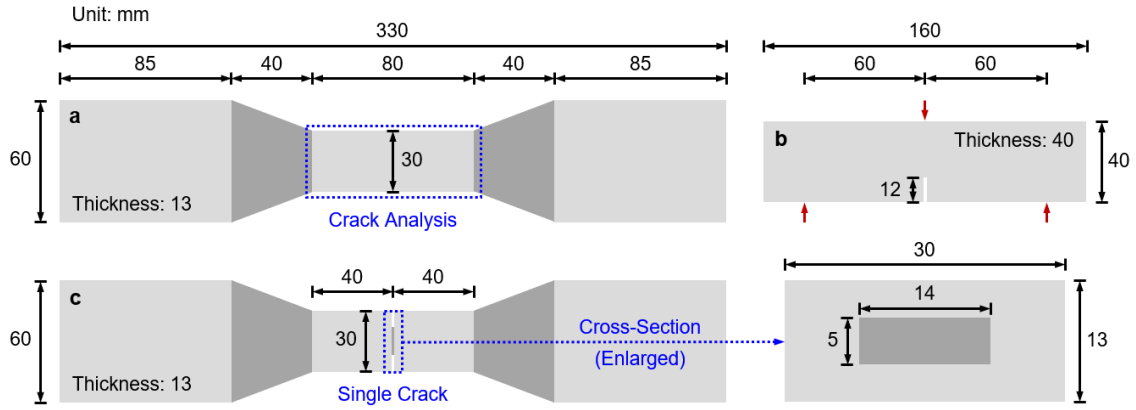 Unit: mm
330
85
40
80
40
85
a
60
30
Thickness: 13
Crack Analysis
160
60
60
b
Thickness: 40
12
40
c
40
40
60
30
Thickness: 13
Single Crack
Cross-Section
(Enlarged)
30
14
5
13